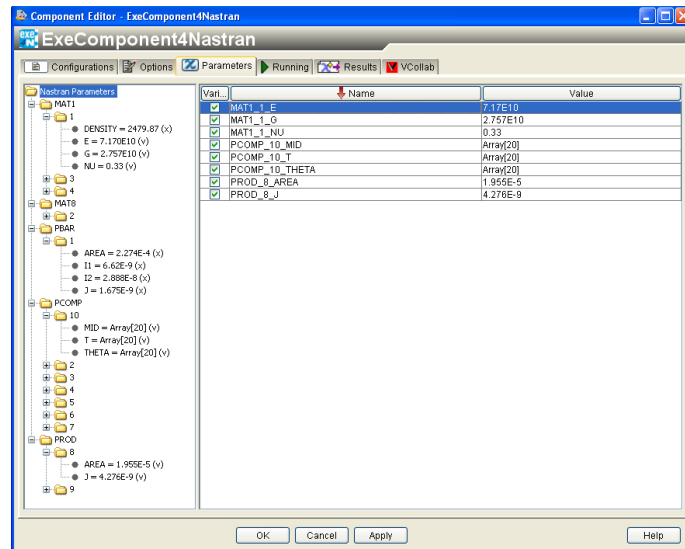 Component Editor - ExeComponent4Nastran
exe N ExeComponent4Nastran
Configurations Options Parameters Running Results VCollab
Nastran Parameters
MAT1
1
DENSITY = 2479.87 (x)
E = 7.170E10 (v)
G = 2.757E10 (v)
NU = 0.33 (v)
3
4
MAT8
2
PBAR
1
AREA = 2.274E-4 (x)
I1 = 6.62E-9 (x)
I2 = 2.888E-8 (x)
J = 1.675E-9 (x)
PCOMP
10
MID = Array[20] (v)
T = Array[20] (v)
THETA = Array[20] (v)
2
3
4
5
6
7
PROD
8
AREA = 1.955E-5 (v)
J = 4.276E-9 (v)
9
Vari... Name Value
MAT1_1_E 7.17E10
MAT1_1_G 2.757E10
MAT1_1_NU 0.33
PCOMP_10_MID Array[20]
PCOMP_10_T Array[20]
PCOMP_10_THETA Array[20]
PROD_8_AREA 1.955E-5
PROD_8_J 4.276E-9
OK Cancel Apply Help